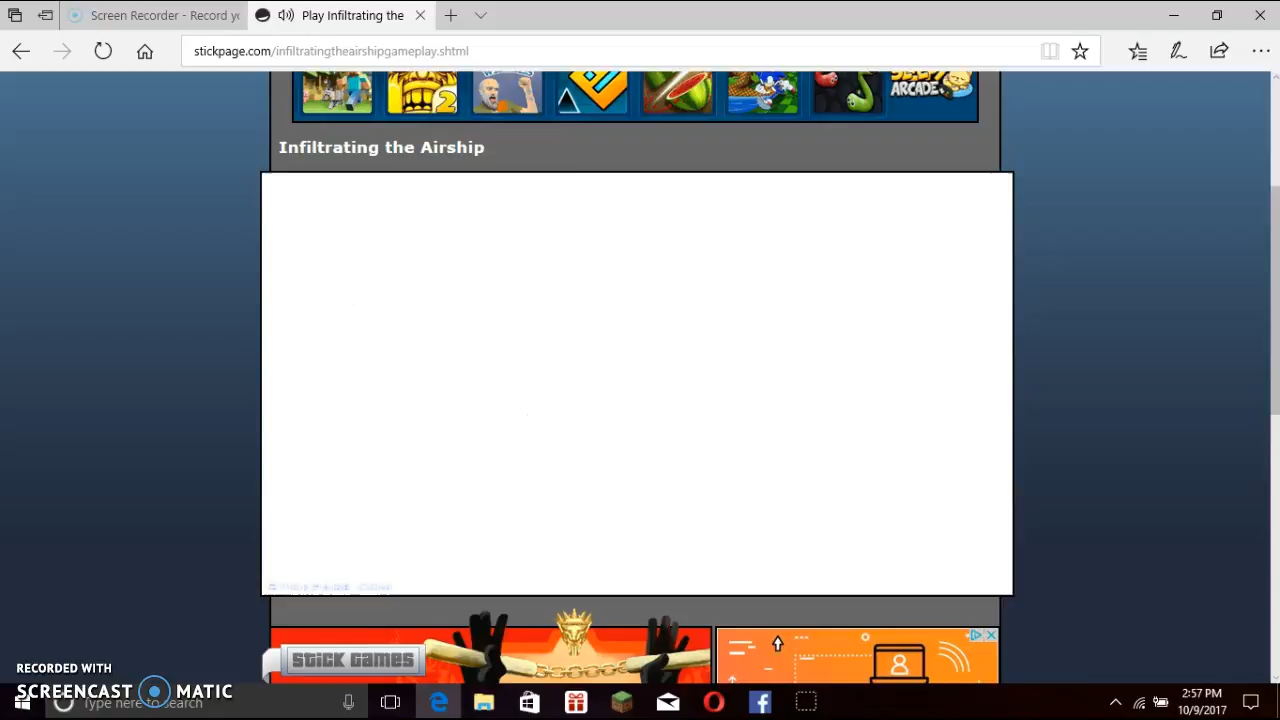 Screen Recorder - Record yo
Play Infiltrating the
stickpage.com/infiltratingtheairshipgameplay.shtml
2
ARCADE
Infiltrating the Airship
STICK GAMES
RECORDED WITH
SCREENCAST MATIC
Type here to search
2:57 PM
10/9/2017